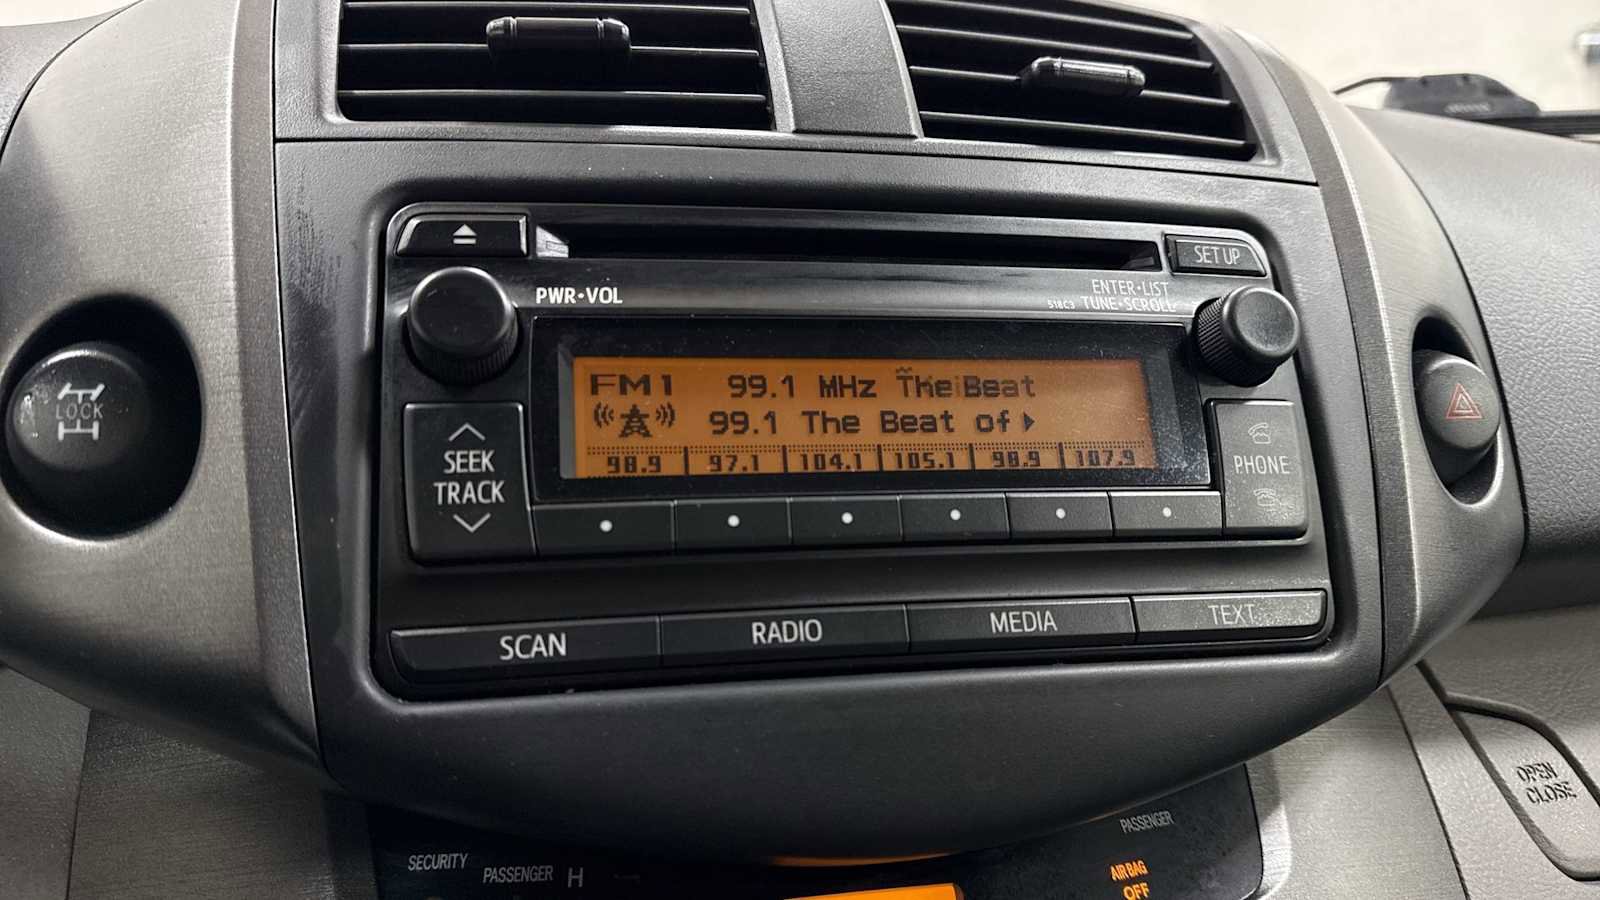 SET UP
PWR•VOL
ENTER•LIST
518C3 TUNE•SCROLL
LOCK
FM1 99.1 MHz The Beat
99.1 The Beat of
98.9 97.1 104.1 105.1 98.9 107.9
SEEK
TRACK
PHONE
SCAN
RADIO
MEDIA
TEXT
OPEN
CLOSE
SECURITY
PASSENGER
H
PASSENGER
AIRBAG
OFF